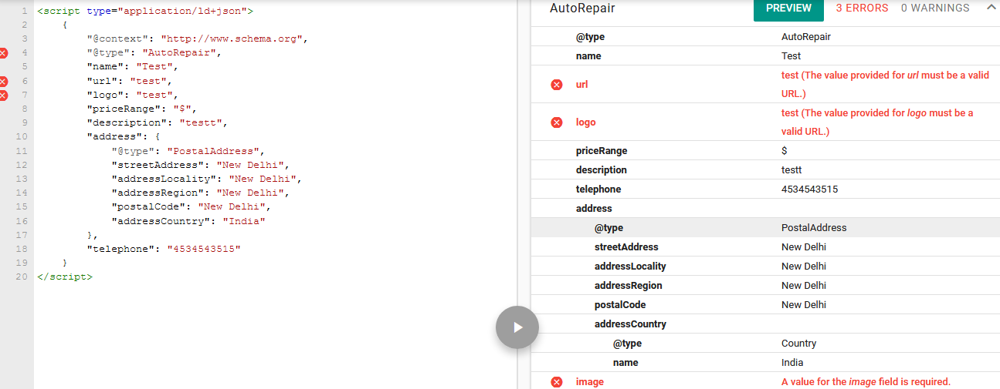 1 <script type="application/ld+json">
2 {
3 "@context": "http://www.schema.org",
4 "@type": "AutoRepair",
5 "name": "Test",
6 "url": "test",
7 "logo": "test",
8 "priceRange": "$",
9 "description": "testt",
10 "address": {
11 "@type": "PostalAddress",
12 "streetAddress": "New Delhi",
13 "addressLocality": "New Delhi",
14 "addressRegion": "New Delhi",
15 "postalCode": "New Delhi",
16 "addressCountry": "India"
17 },
18 "telephone": "4534543515"
19 }
20 </script>
AutoRepair PREVIEW 3 ERRORS 0 WARNINGS
@type AutoRepair
name Test
url test (The value provided for url must be a valid
URL.)
logo test (The value provided for logo must be a
valid URL.)
priceRange $
description testt
telephone 4534543515
address
@type PostalAddress
streetAddress New Delhi
addressLocality New Delhi
addressRegion New Delhi
postalCode New Delhi
addressCountry
@type Country
name India
image A value for the image field is required.